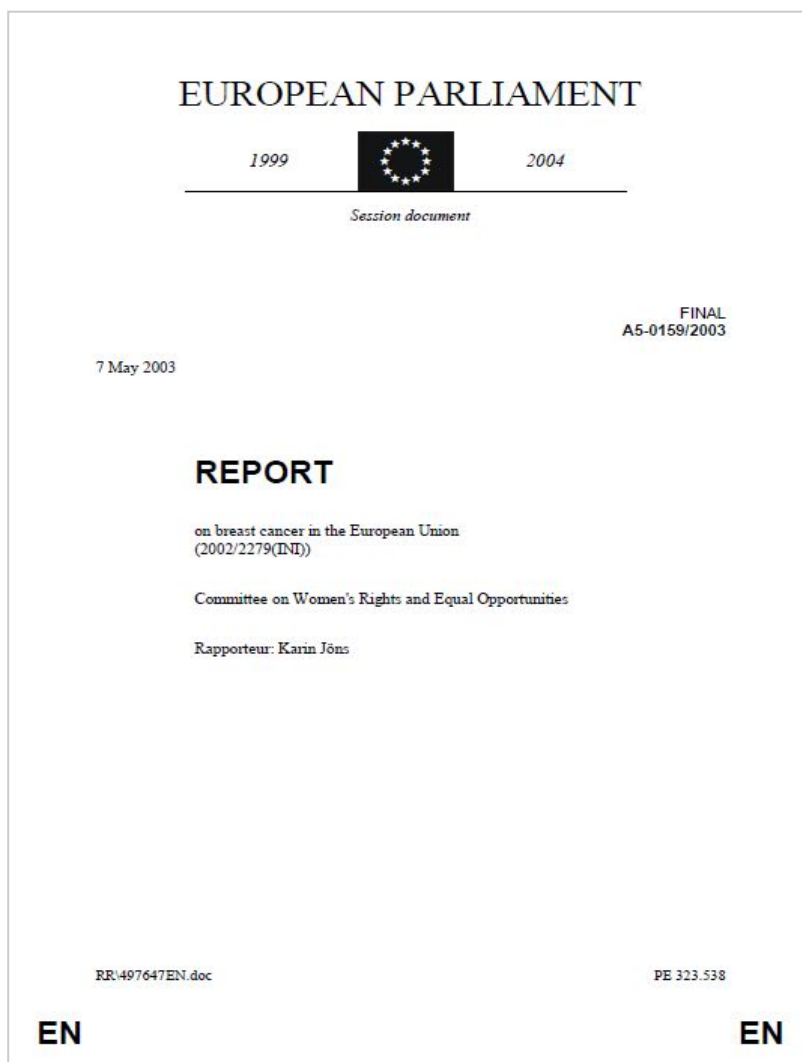 EUROPEAN PARLIAMENT
1999 2004
Session document
FINAL
A5-0159/2003
7 May 2003
REPORT
on breast cancer in the European Union
(2002/2279(INI))
Committee on Women's Rights and Equal Opportunities
Rapporteur: Karin Jöns
RR\497647EN.doc PE 323.538
EN EN